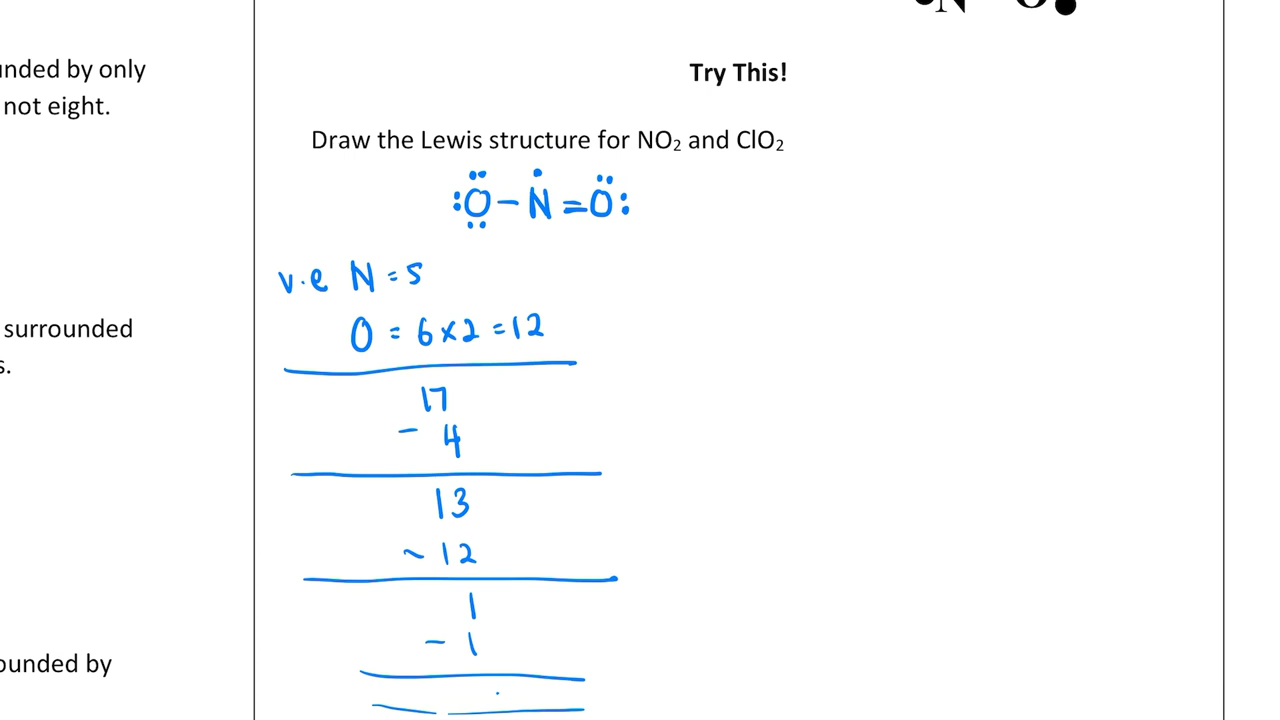 N O
Try This!
unded by only
not eight.
Draw the Lewis structure for NO₂ and ClO₂
:Ö − Ṅ = Ö:
v.e N = 5
O = 6 x 2 = 12
surrounded
s.
17
- 4
13
- 12
1
- 1
ounded by